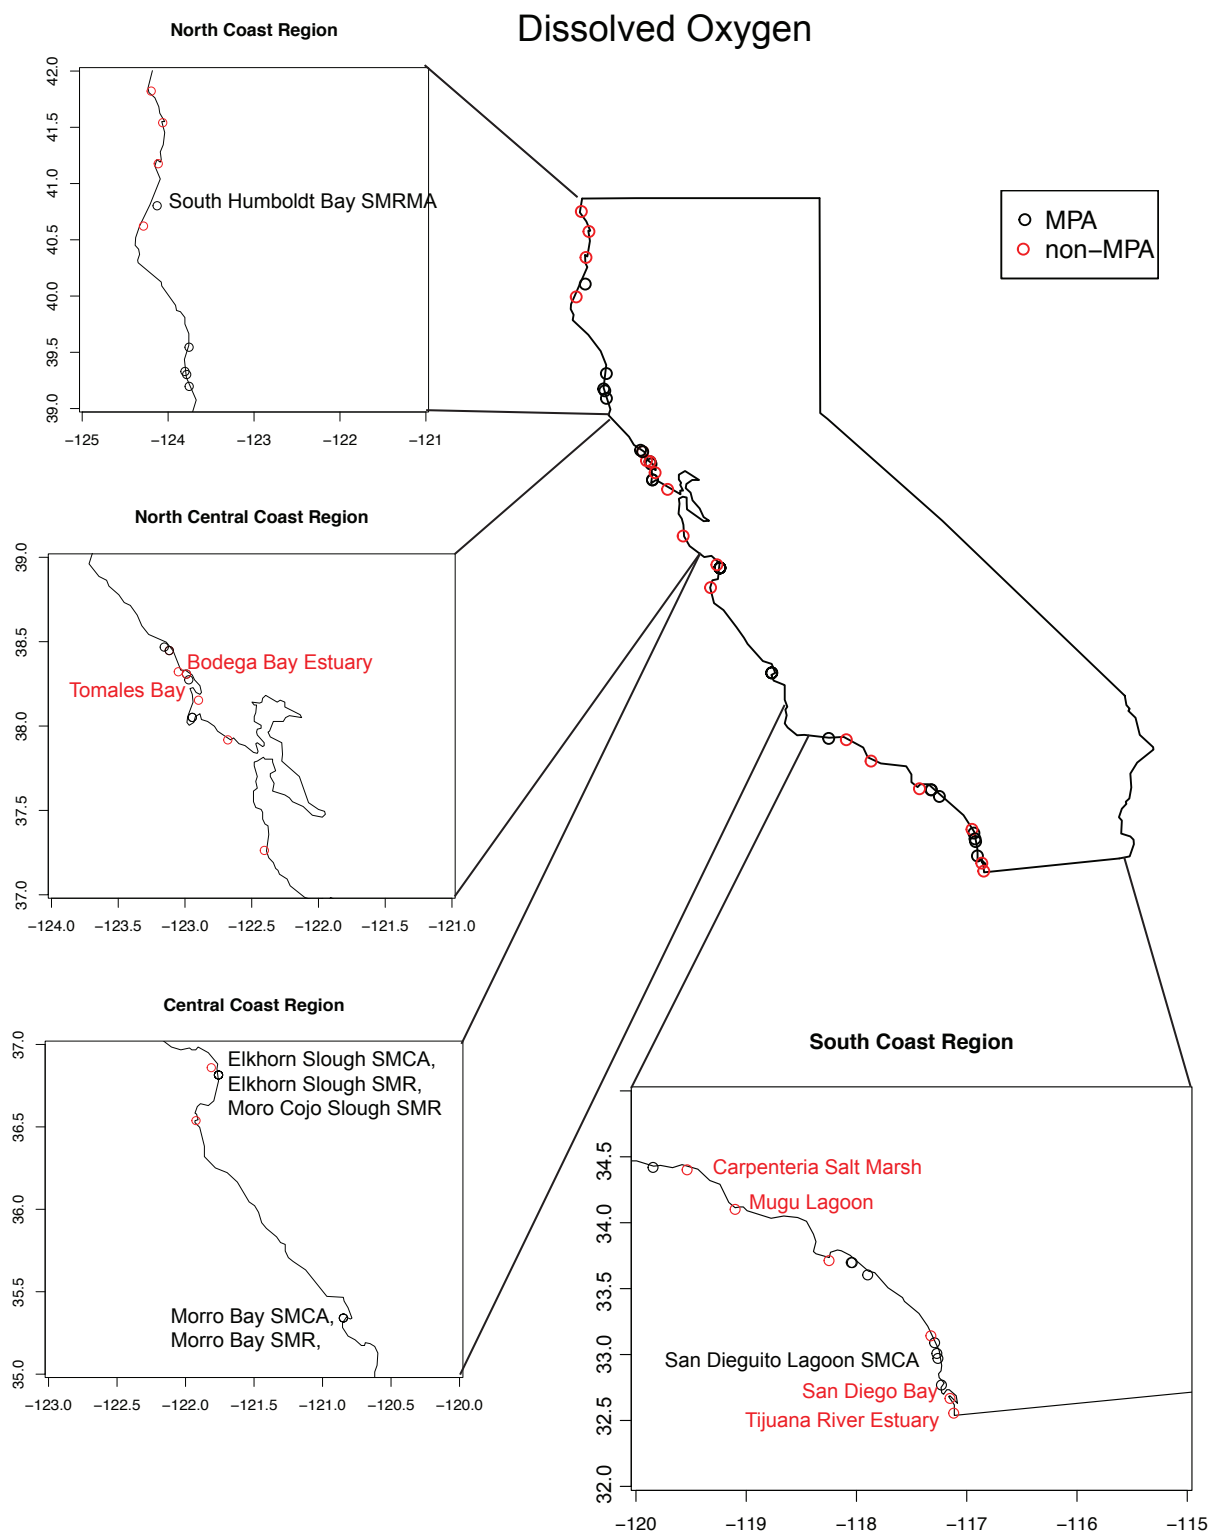 Dissolved Oxygen
North Coast Region
42.0
41.5
41.0
40.5
40.0
39.5
39.0
−125
−124
−123
−122
−121
South Humboldt Bay SMRMA
MPA
non−MPA
North Central Coast Region
39.0
38.5
38.0
37.5
37.0
−124.0
−123.5
−123.0
−122.5
−122.0
−121.5
−121.0
Bodega Bay Estuary
Tomales Bay
Central Coast Region
37.0
36.5
36.0
35.5
35.0
−123.0
−122.5
−122.0
−121.5
−121.0
−120.5
−120.0
Elkhorn Slough SMCA,
Elkhorn Slough SMR,
Moro Cojo Slough SMR
Morro Bay SMCA,
Morro Bay SMR,
South Coast Region
34.5
34.0
33.5
33.0
32.5
32.0
−120
−119
−118
−117
−116
−115
Carpenteria Salt Marsh
Mugu Lagoon
San Dieguito Lagoon SMCA
San Diego Bay
Tijuana River Estuary